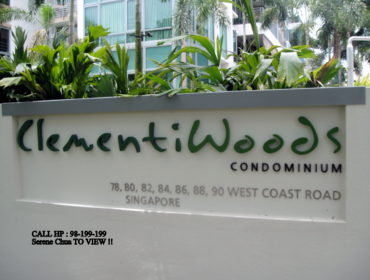 ClementiWoods
CONDOMINIUM
78, 80, 82, 84, 86, 88, 90 WEST COAST ROAD
SINGAPORE
CALL HP : 98-199-199
Serene Chua TO VIEW !!